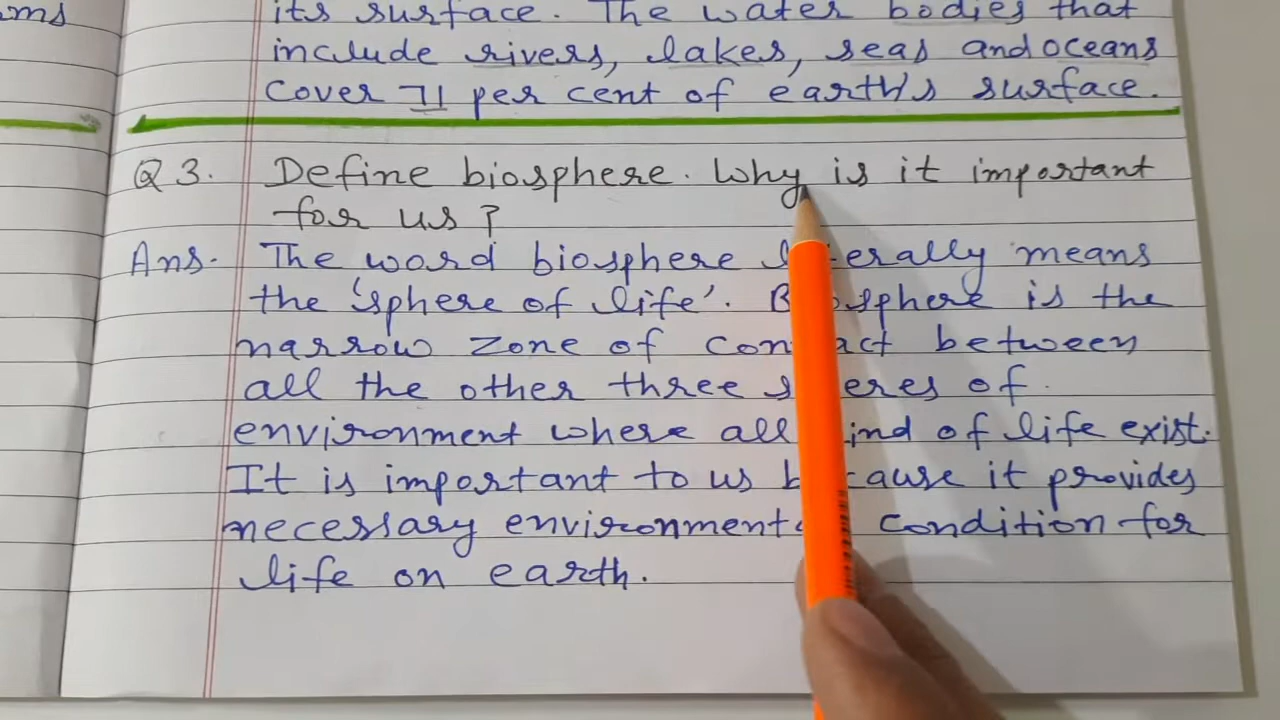 its surface. The water bodies that
include rivers, lakes, seas and oceans
cover 71 per cent of earth's surface.
Q 3. Define biosphere. Why is it important
for us?
Ans. The word biosphere literally means
the 'sphere of life'. Biosphere is the
narrow zone of contact between
all the other three spheres of
environment where all kind of life exist.
It is important to us because it provides
necessary environmental condition for
life on earth.